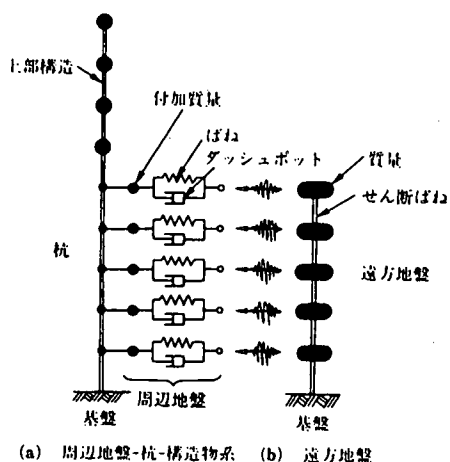 上部構造
付加質量
ばね
ダッシュポット
質量
せん断ばね
杭
遠方地盤
周辺地盤
基盤
基盤
(a) 周辺地盤-杭-構造物系 (b) 遠方地盤